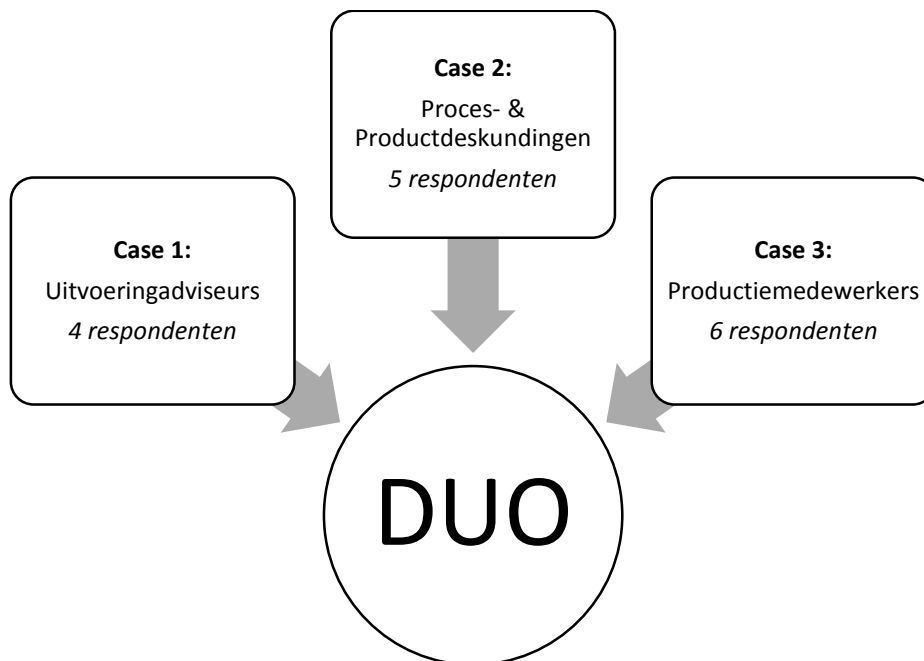 Case 1:
Uitvoeringadviseurs
4 respondenten
Case 2:
Proces- &
Productdeskundingen
5 respondenten
Case 3:
Productiemedewerkers
6 respondenten
DUO